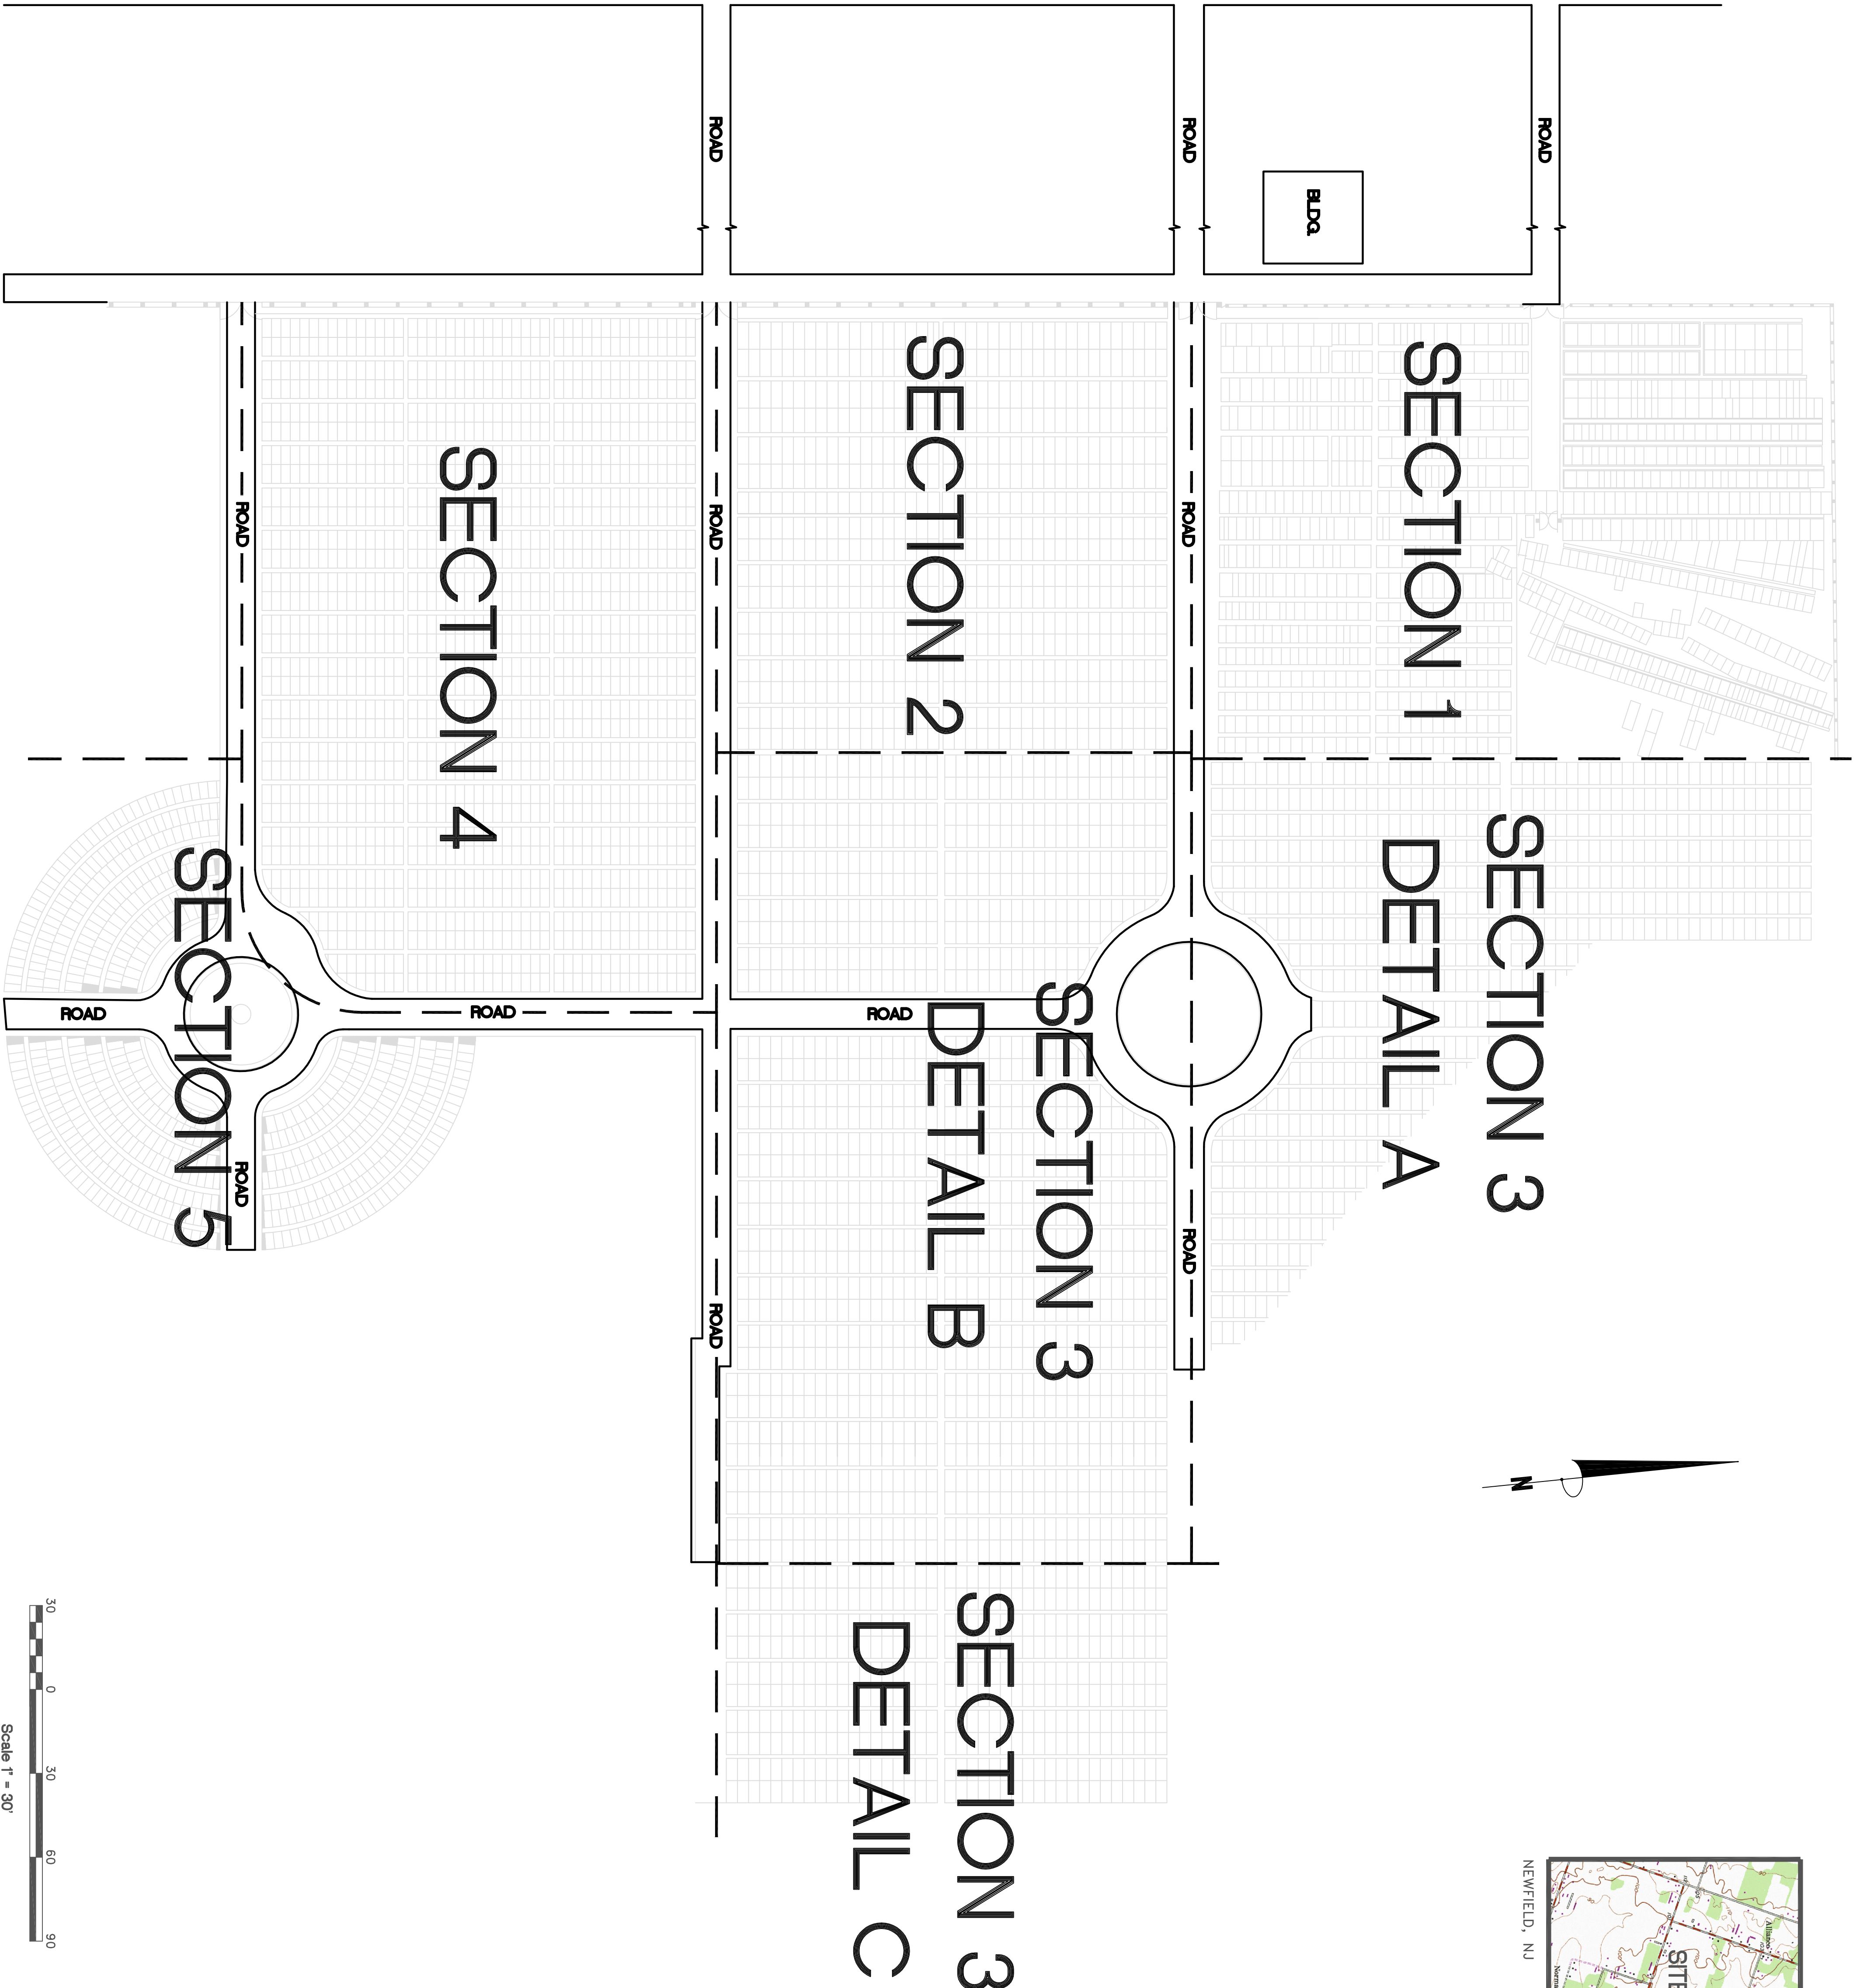 ROAD
SECTION 1
SECTION 3
DETAIL A
BLDG.
ROAD
ROAD
ROAD
SECTION 2
SECTION 3
DETAIL B
SECTION 3
DETAIL C
ROAD
ROAD
ROAD
ROAD
ROAD
SECTION 4
ROAD
ROAD
SECTION 5
ROAD
N
Alliance
SITE
NEWFIELD, NJ
30 0 30 60 90
Scale 1" = 30'